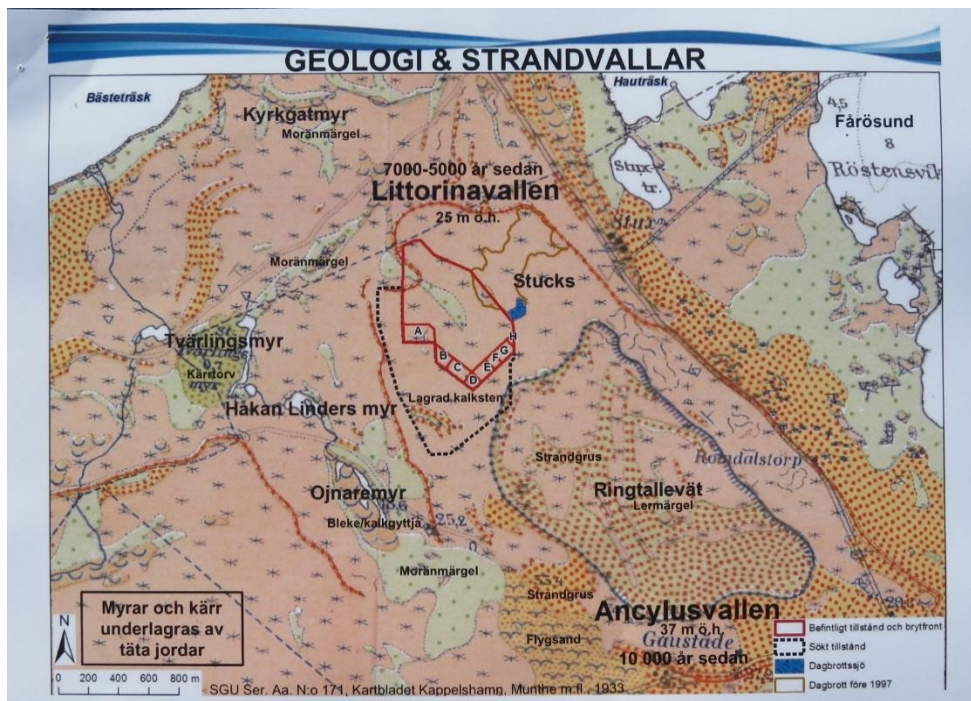 GEOLOGI & STRANDVALLAR
Bästeträsk
Hauträsk
Kyrkgatmyr
Moränmärgel
4,5
Fårösund
8
Röstensvik
7000-5000 år sedan
Littorinavallen
25 m ö.h.
Stux
Moränmärgel
Stucks
Tvärlingsmyr
Kärrtorv
A
B
C
D
E
F
G
H
Lagrad kalksten
Håkan Linders myr
Strandgrus
Romdalstorp
Ringtallevät
Lermärgel
Ojnaremyr
Bleke/kalkgyttja
25,2
Moränmärgel
Strandgrus
Ancylusvallen
37 m ö.h.
Gaustäde
10 000 år sedan
Flygsand
Myrar och kärr
underlagras av
täta jordar
N
0 200 400 600 800 m
SGU Ser. Aa. N:o 171, Kartbladet Kappelshamn, Munthe m.fl., 1933
Befintligt tillstånd och brytfront
Sökt tillstånd
Dagbrottssjö
Dagbrott före 1997